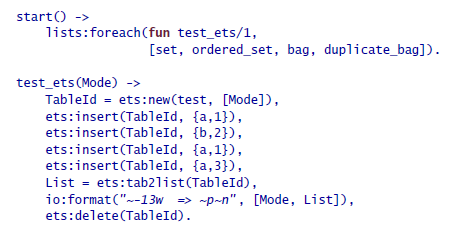 start() ->
    lists:foreach(fun test_ets/1,
                  [set, ordered_set, bag, duplicate_bag]).
test_ets(Mode) ->
    TableId = ets:new(test, [Mode]),
    ets:insert(TableId, {a,1}),
    ets:insert(TableId, {b,2}),
    ets:insert(TableId, {a,1}),
    ets:insert(TableId, {a,3}),
    List = ets:tab2list(TableId),
    io:format("~-13w  => ~p~n", [Mode, List]),
    ets:delete(TableId).